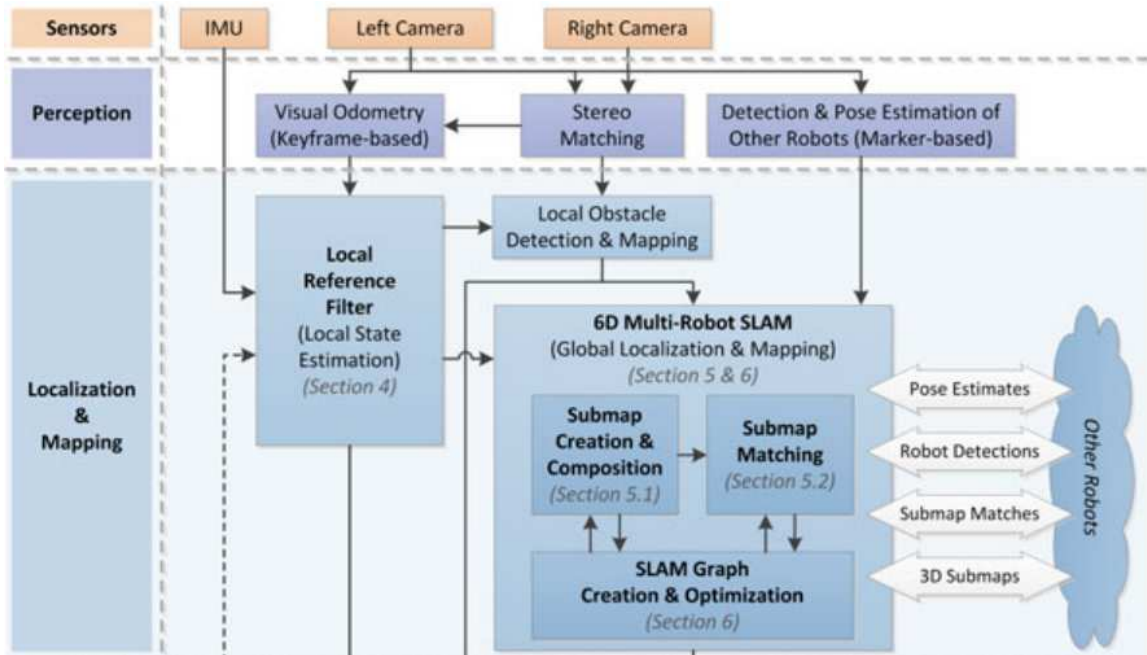 Sensors
IMU
Left Camera
Right Camera
Perception
Visual Odometry
(Keyframe-based)
Stereo
Matching
Detection & Pose Estimation of
Other Robots (Marker-based)
Localization
&
Mapping
Local
Reference
Filter
(Local State
Estimation)
(Section 4)
Local Obstacle
Detection & Mapping
6D Multi-Robot SLAM
(Global Localization & Mapping)
(Section 5 & 6)
Submap
Creation &
Composition
(Section 5.1)
Submap
Matching
(Section 5.2)
SLAM Graph
Creation & Optimization
(Section 6)
Pose Estimates
Robot Detections
Submap Matches
3D Submaps
Other Robots